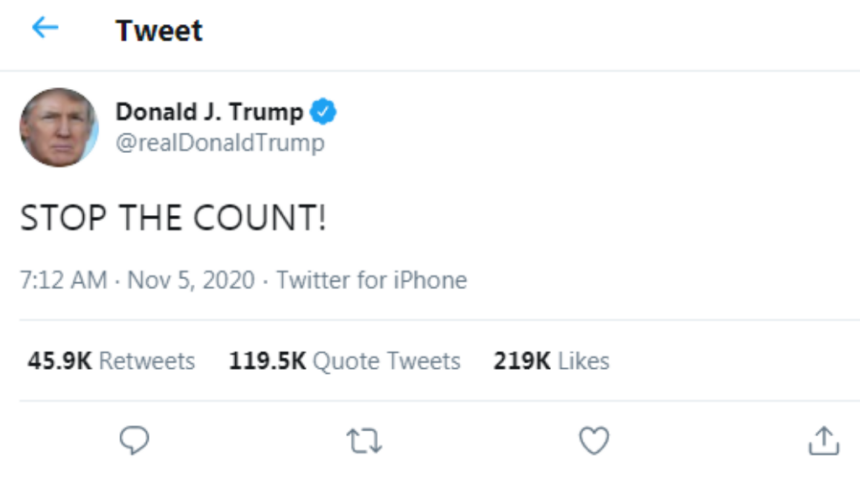 Tweet
Donald J. Trump
@realDonaldTrump
STOP THE COUNT!
7:12 AM · Nov 5, 2020 · Twitter for iPhone
45.9K Retweets 119.5K Quote Tweets 219K Likes